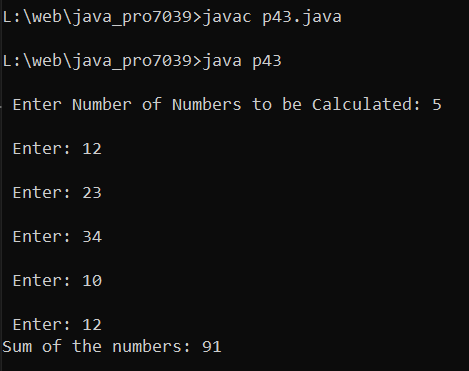 L:\web\java_pro7039>javac p43.java
L:\web\java_pro7039>java p43
Enter Number of Numbers to be Calculated: 5
Enter: 12
Enter: 23
Enter: 34
Enter: 10
Enter: 12
Sum of the numbers: 91